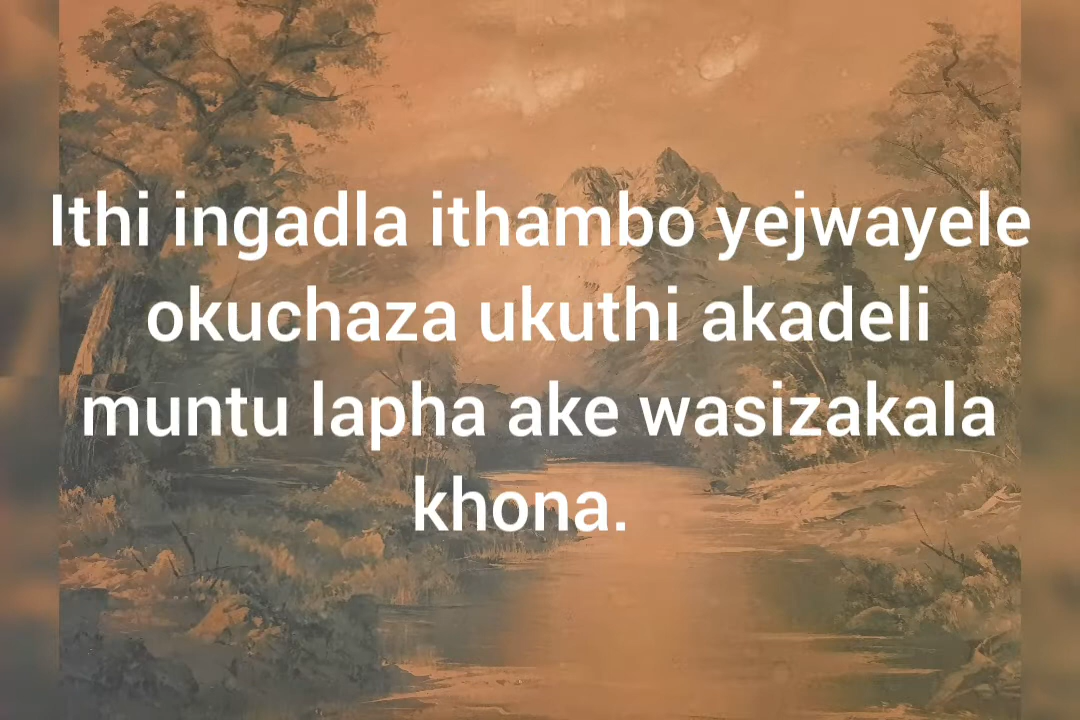 Ithi ingadla ithambo yejwayele
okuchaza ukuthi akadeli
muntu lapha ake wasizakala
khona.